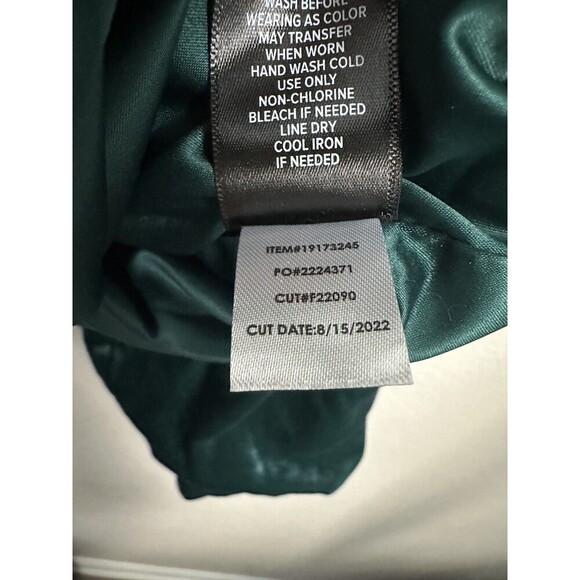 WASH BEFORE
WEARING AS COLOR
MAY TRANSFER
WHEN WORN
HAND WASH COLD
USE ONLY
NON-CHLORINE
BLEACH IF NEEDED
LINE DRY
COOL IRON
IF NEEDED
ITEM#19173245
PO#2224371
CUT#F22090
CUT DATE:8/15/2022